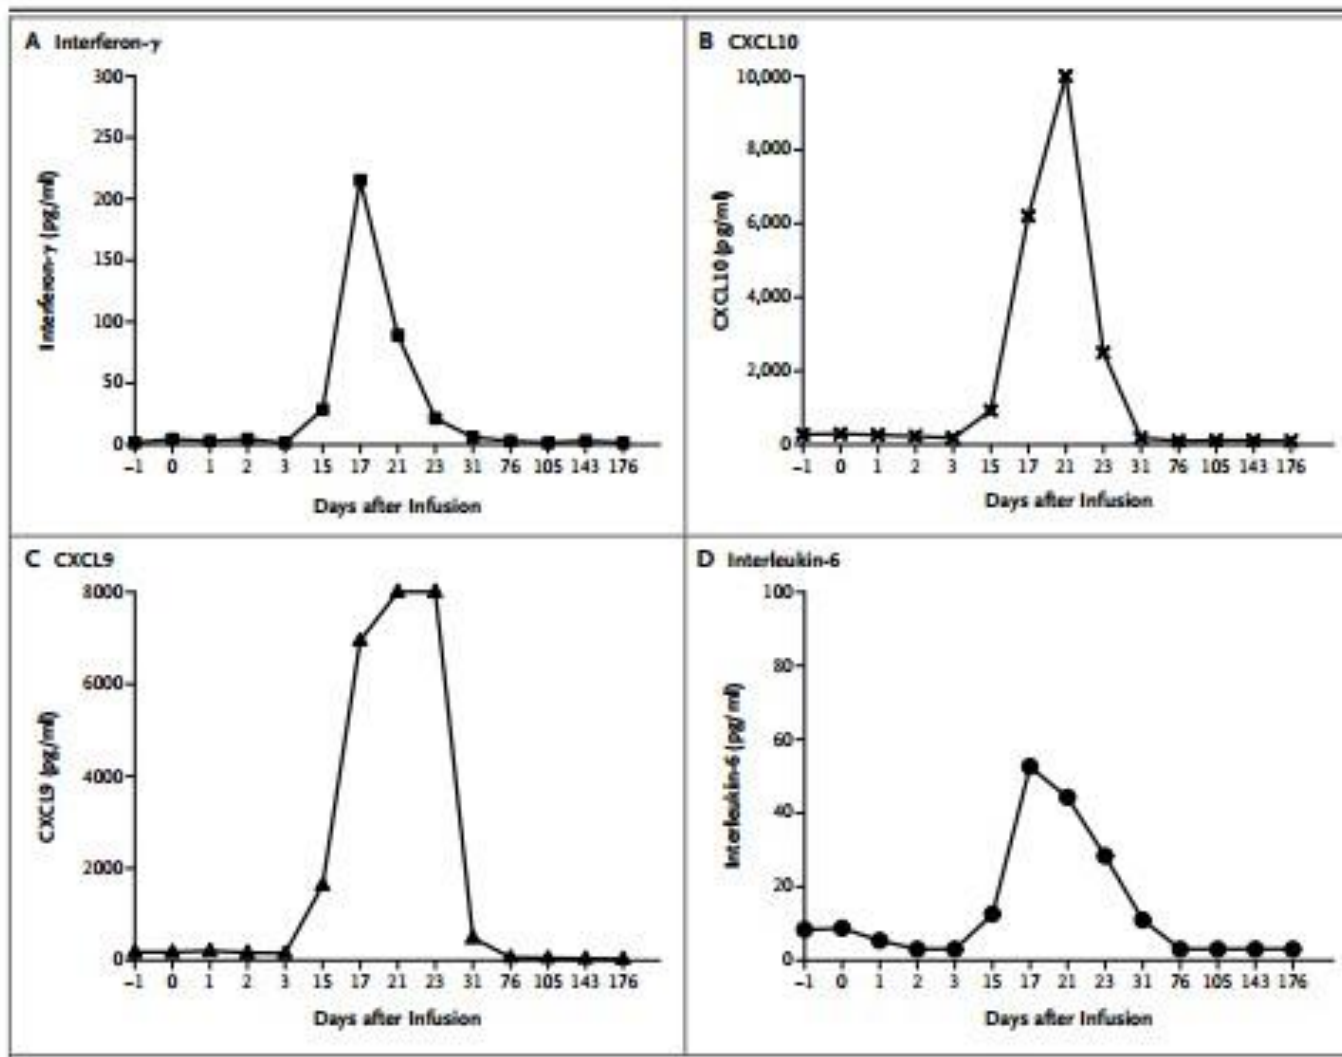 A Interferon-γ
300
250
200
150
100
50
0
Interferon-γ (pg/ml)
-1 0 1 2 3 15 17 21 23 31 76 105 143 176
Days after Infusion
B CXCL10
10,000
8,000
6,000
4,000
2,000
0
CXCL10 (pg/ml)
-1 0 1 2 3 15 17 21 23 31 76 105 143 176
Days after Infusion
C CXCL9
8000
6000
4000
2000
0
CXCL9 (pg/ml)
-1 0 1 2 3 15 17 21 23 31 76 105 143 176
Days after Infusion
D Interleukin-6
100
80
60
40
20
0
Interleukin-6 (pg/ml)
-1 0 1 2 3 15 17 21 23 31 76 105 143 176
Days after Infusion